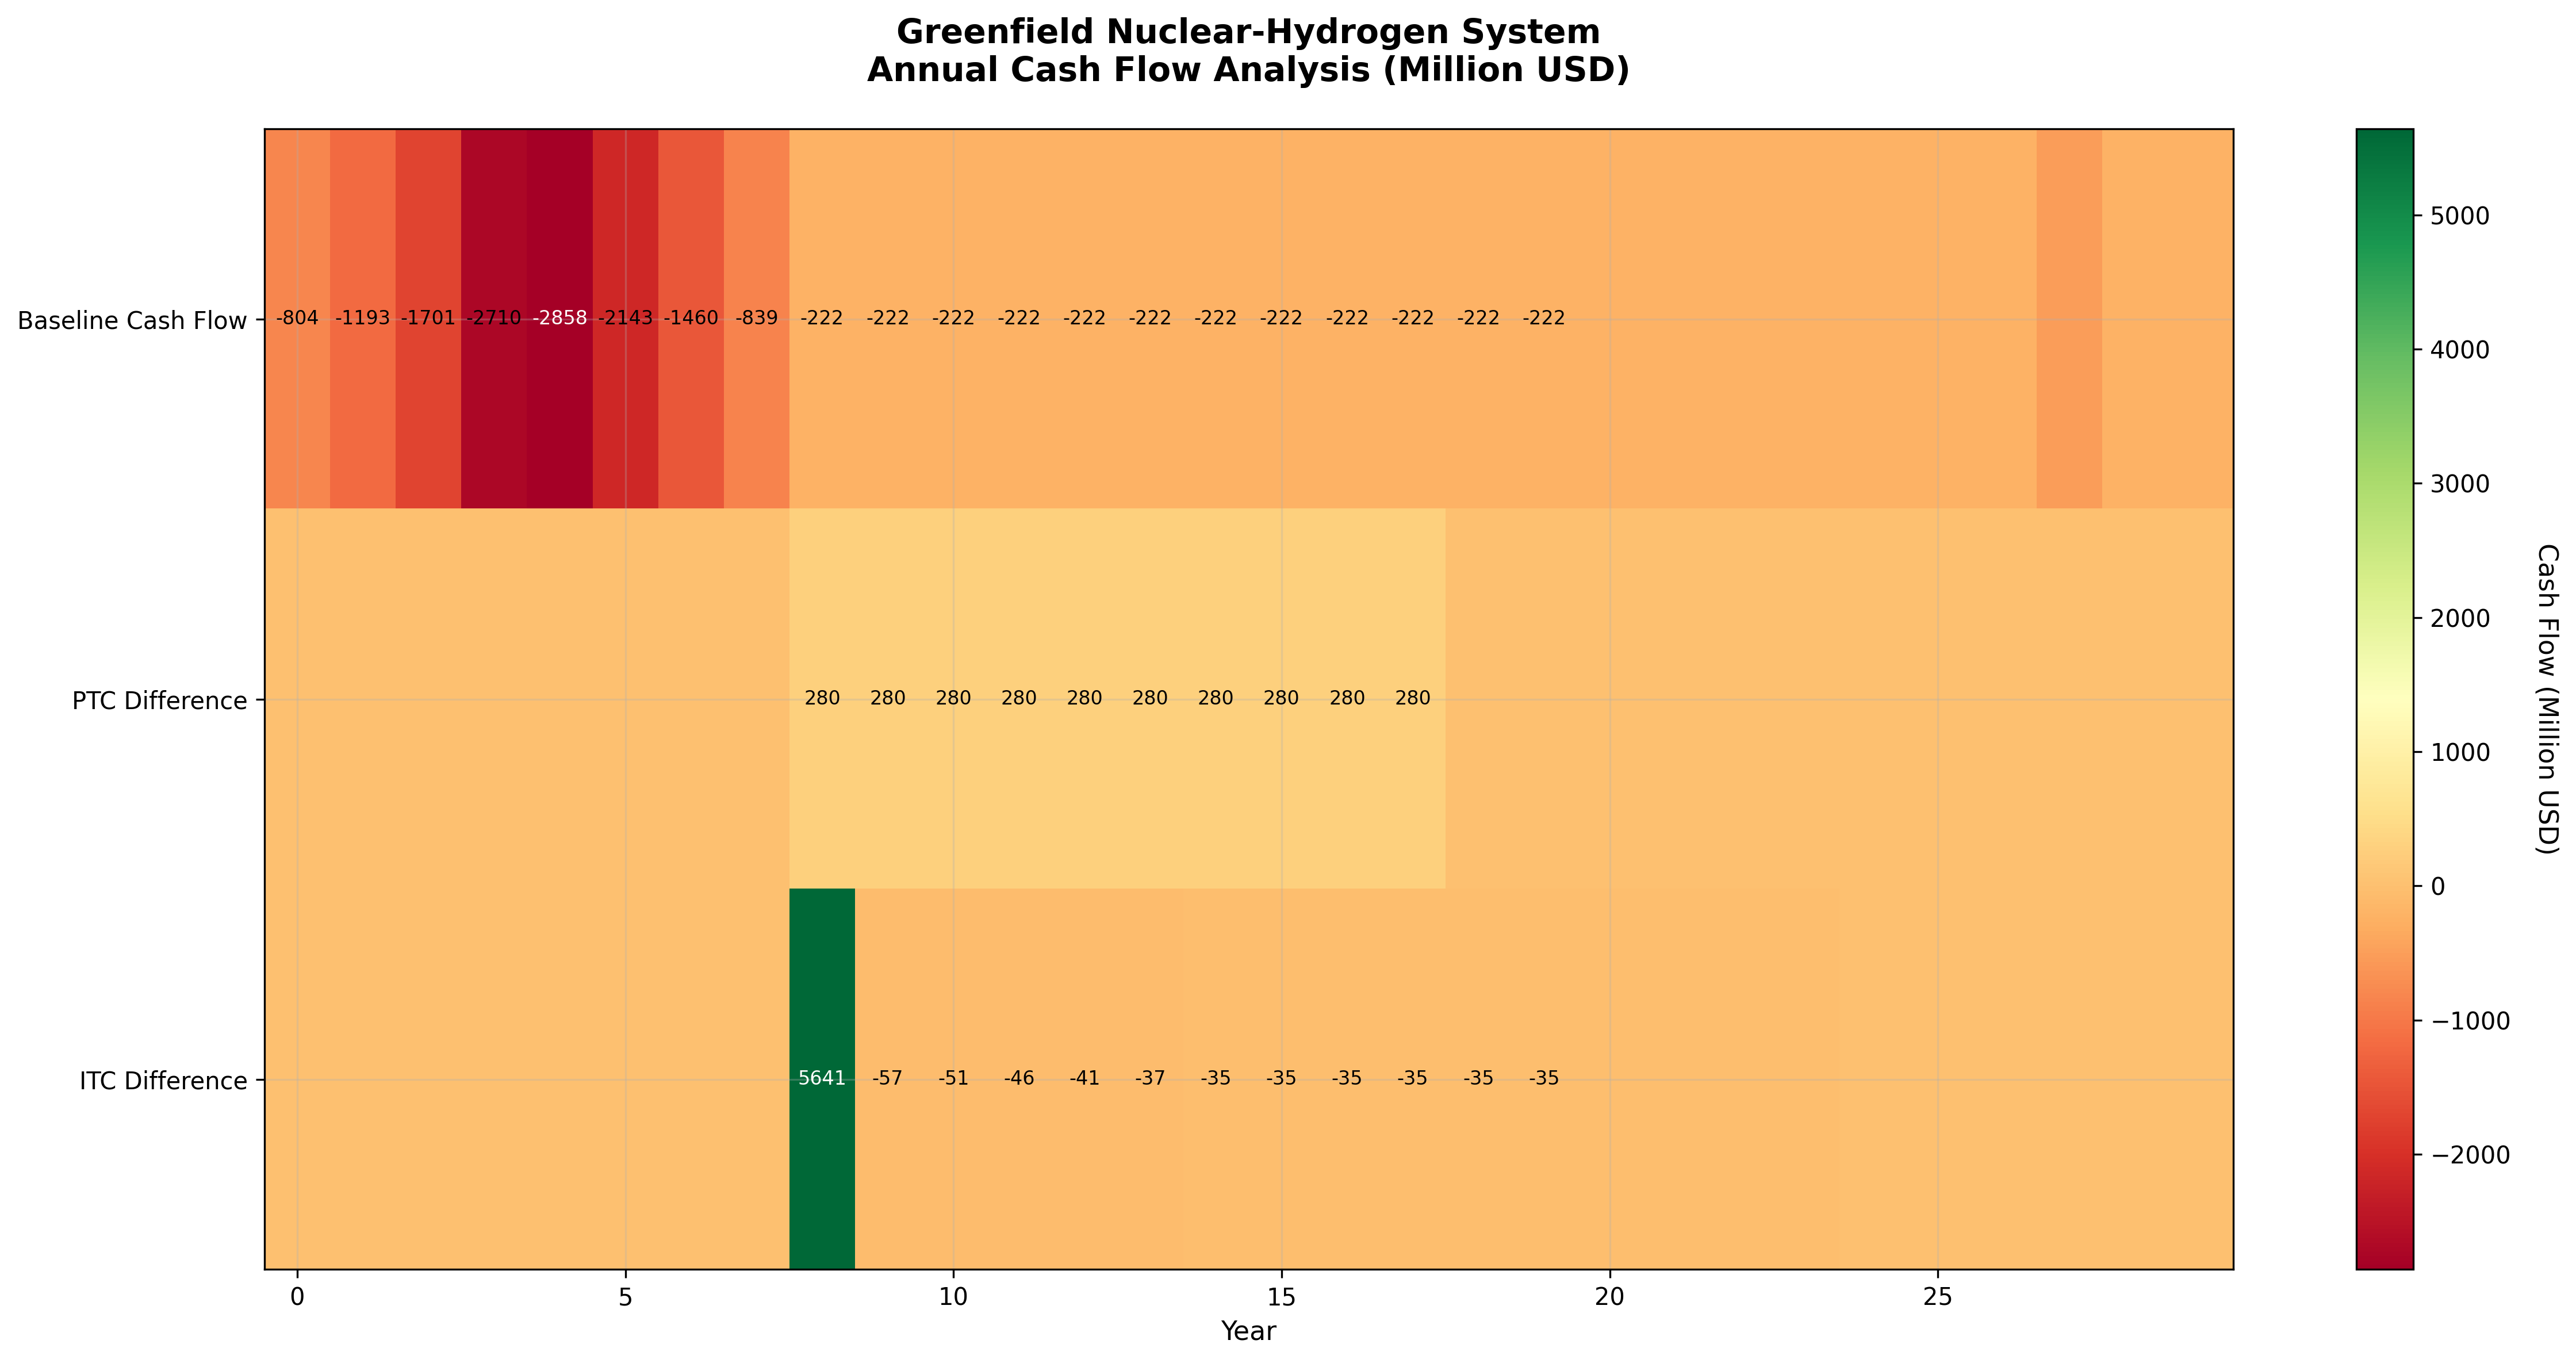 Greenfield Nuclear-Hydrogen System
Annual Cash Flow Analysis (Million USD)
Baseline Cash Flow
-804 -1193 -1701 -2710 -2858 -2143 -1460 -839 -222 -222 -222 -222 -222 -222 -222 -222 -222 -222 -222 -222
PTC Difference
280 280 280 280 280 280 280 280 280 280
ITC Difference
5641 -57 -51 -46 -41 -37 -35 -35 -35 -35 -35 -35
0 5 10 15 20 25
Year
5000
4000
3000
2000
1000
0
−1000
−2000
Cash Flow (Million USD)